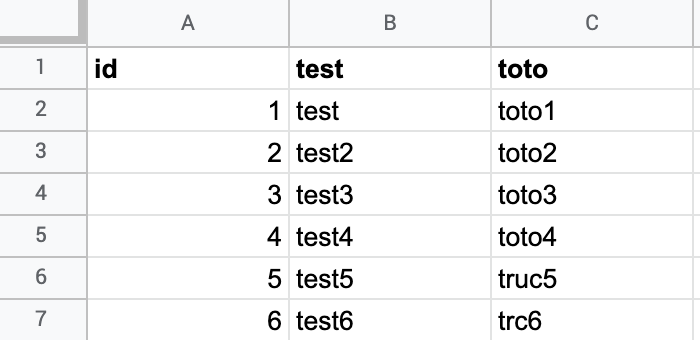 A B C
1 id test toto
2 1 test toto1
3 2 test2 toto2
4 3 test3 toto3
5 4 test4 toto4
6 5 test5 truc5
7 6 test6 trc6